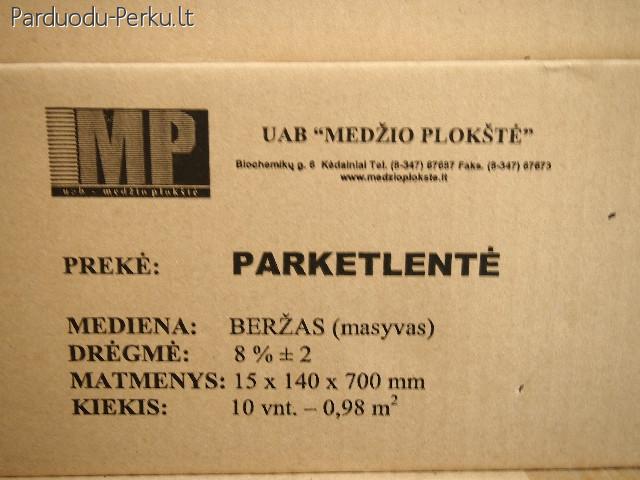 Parduodu-Perku.lt
MP
uab - medžio plokštė
UAB "MEDŽIO PLOKŠTĖ"
Biochemikų g. 6 Kėdainiai Tel. (8-347) 67687 Faks. (8-347) 67673
www.medzioplokste.lt
PREKĖ: PARKETLENTĖ
MEDIENA: BERŽAS (masyvas)
DRĖGMĖ: 8 % ± 2
MATMENYS: 15 x 140 x 700 mm
KIEKIS: 10 vnt. – 0,98 m²